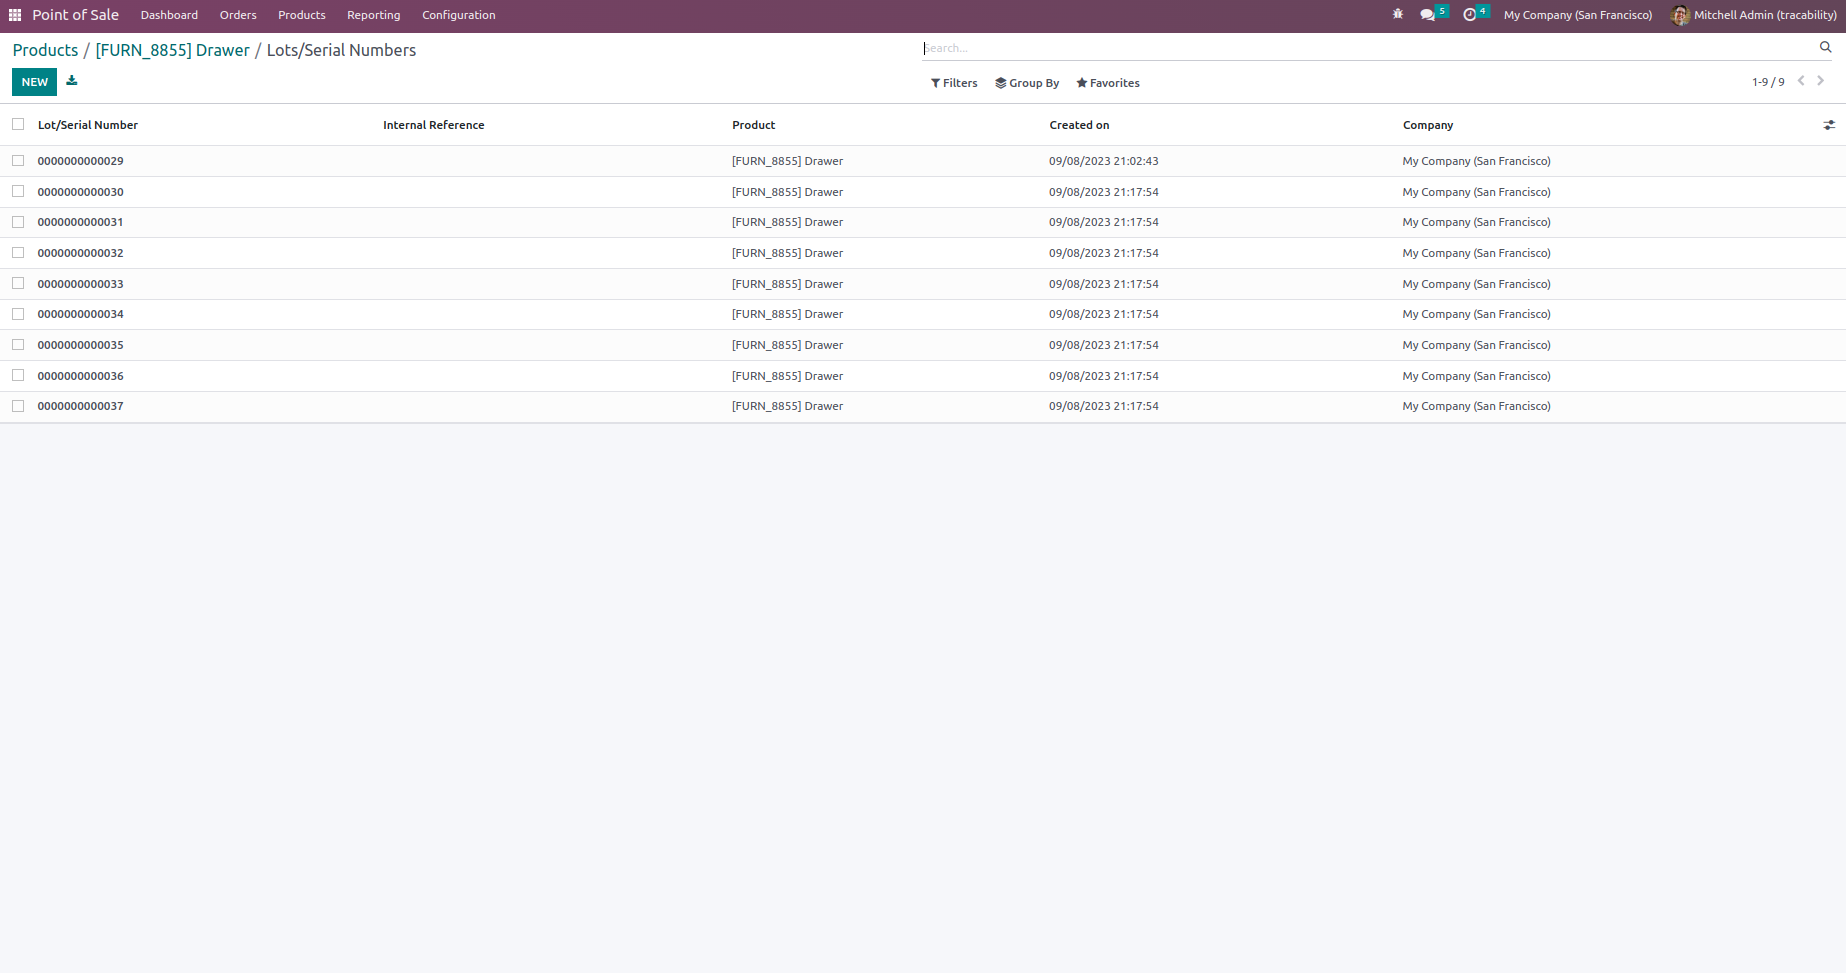 Point of Sale Dashboard Orders Products Reporting Configuration 5 4 My Company (San Francisco) Mitchell Admin (tracability)
Products / [FURN_8855] Drawer / Lots/Serial Numbers Search...
NEW Filters Group By Favorites 1-9 / 9
Lot/Serial Number Internal Reference Product Created on Company
0000000000029 [FURN_8855] Drawer 09/08/2023 21:02:43 My Company (San Francisco)
0000000000030 [FURN_8855] Drawer 09/08/2023 21:17:54 My Company (San Francisco)
0000000000031 [FURN_8855] Drawer 09/08/2023 21:17:54 My Company (San Francisco)
0000000000032 [FURN_8855] Drawer 09/08/2023 21:17:54 My Company (San Francisco)
0000000000033 [FURN_8855] Drawer 09/08/2023 21:17:54 My Company (San Francisco)
0000000000034 [FURN_8855] Drawer 09/08/2023 21:17:54 My Company (San Francisco)
0000000000035 [FURN_8855] Drawer 09/08/2023 21:17:54 My Company (San Francisco)
0000000000036 [FURN_8855] Drawer 09/08/2023 21:17:54 My Company (San Francisco)
0000000000037 [FURN_8855] Drawer 09/08/2023 21:17:54 My Company (San Francisco)